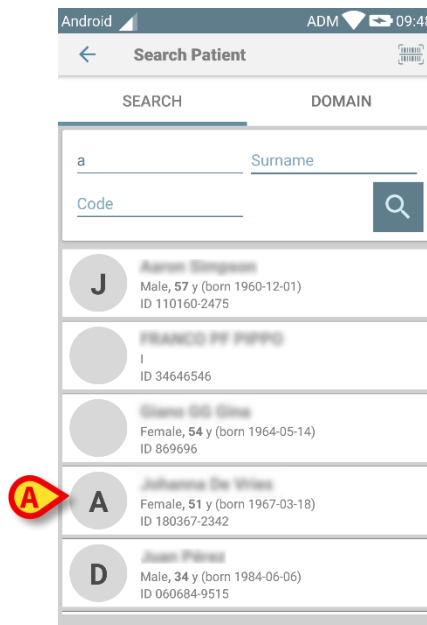 Android ADM 09:48
Search Patient
SEARCH DOMAIN
a Surname
Code
J
Male, 57 y (born 1960-12-01)
ID 110160-2475
I
ID 34646546
Female, 54 y (born 1964-05-14)
ID 869696
A
A
Female, 51 y (born 1967-03-18)
ID 180367-2342
D
Male, 34 y (born 1984-06-06)
ID 060684-9515